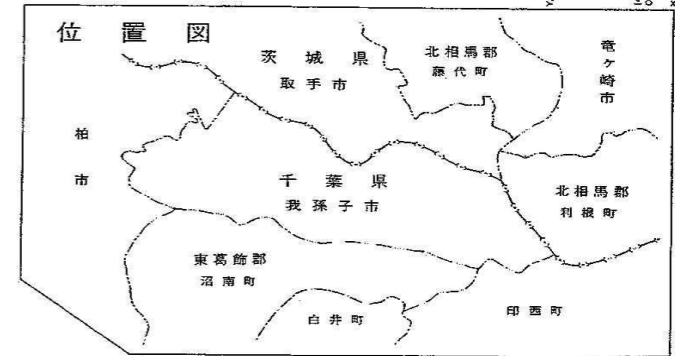 位置図
茨城県
取手市
北相馬郡
藤代町
竜ヶ崎市
柏市
千葉県
我孫子市
北相馬郡
利根町
東葛飾郡
沼南町
白井町
印西町